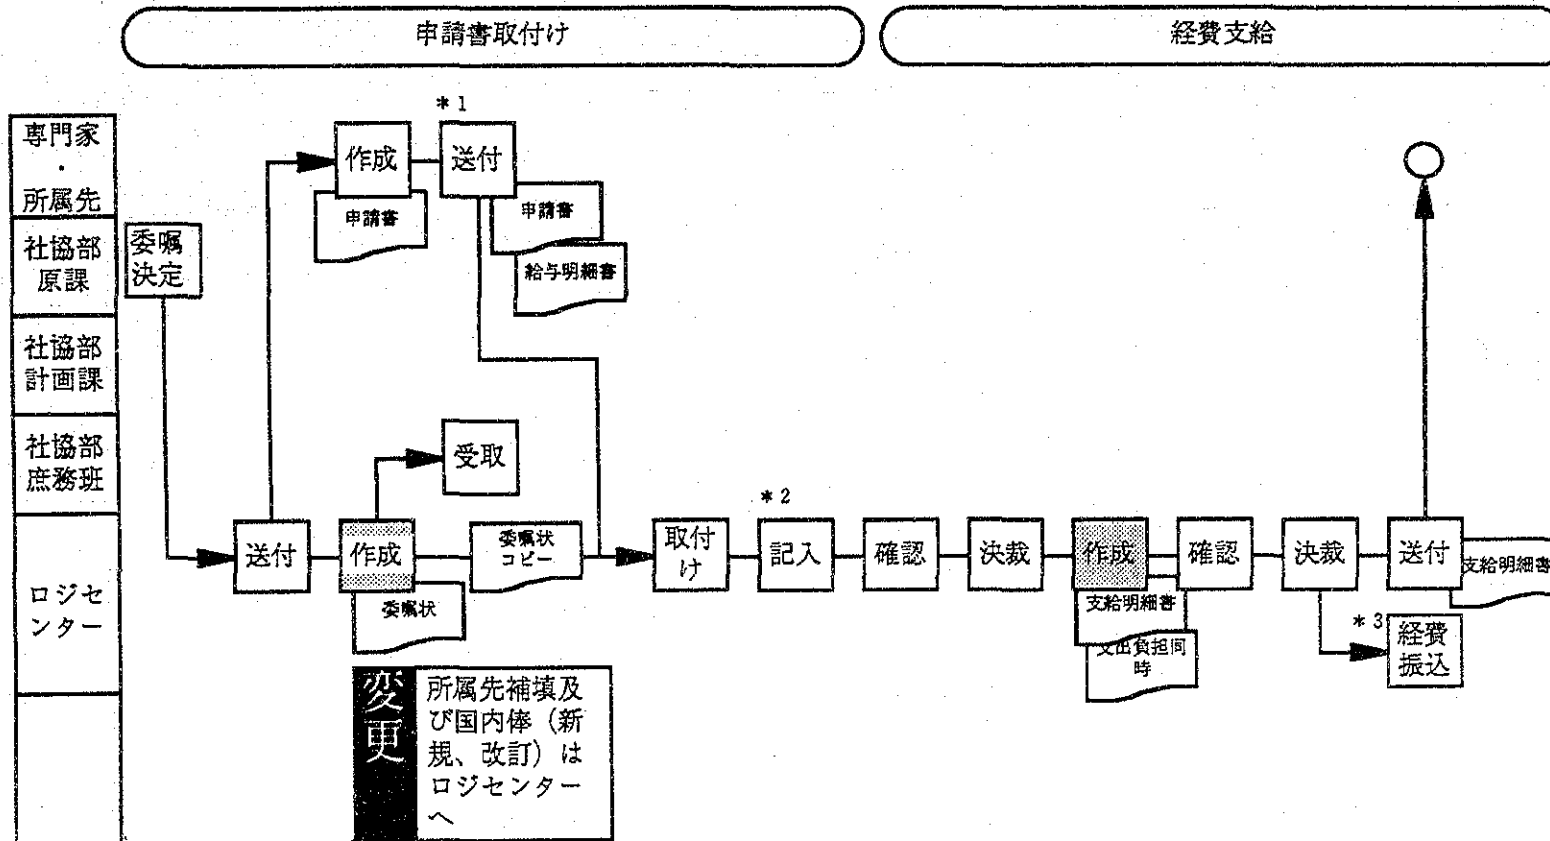 申請書取付け
経費支給
専門家
・
所属先
社協部
原課
社協部
計画課
社協部
庶務班
ロジセ
ンター
*1
作成
送付
申請書
申請書
給与明細書
委嘱
決定
受取
送付
作成
委嘱状
コピー
委嘱状
取付
け
*2
記入
確認
決裁
作成
確認
決裁
送付
支給明細書
支給明細書
支出負担同
時
*3
経費
振込
変更
所属先補填及
び国内俸（新
規、改訂）は
ロジセンター
へ